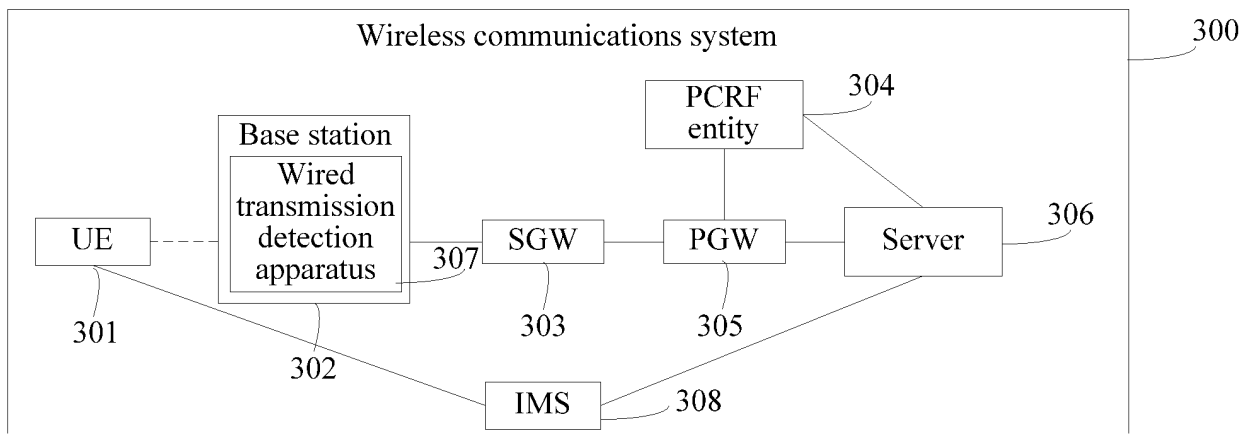 Wireless communications system
300
PCRF
entity
304
Base station
Wired
transmission
detection
apparatus
307
UE
SGW
PGW
Server
306
301
302
303
305
IMS
308